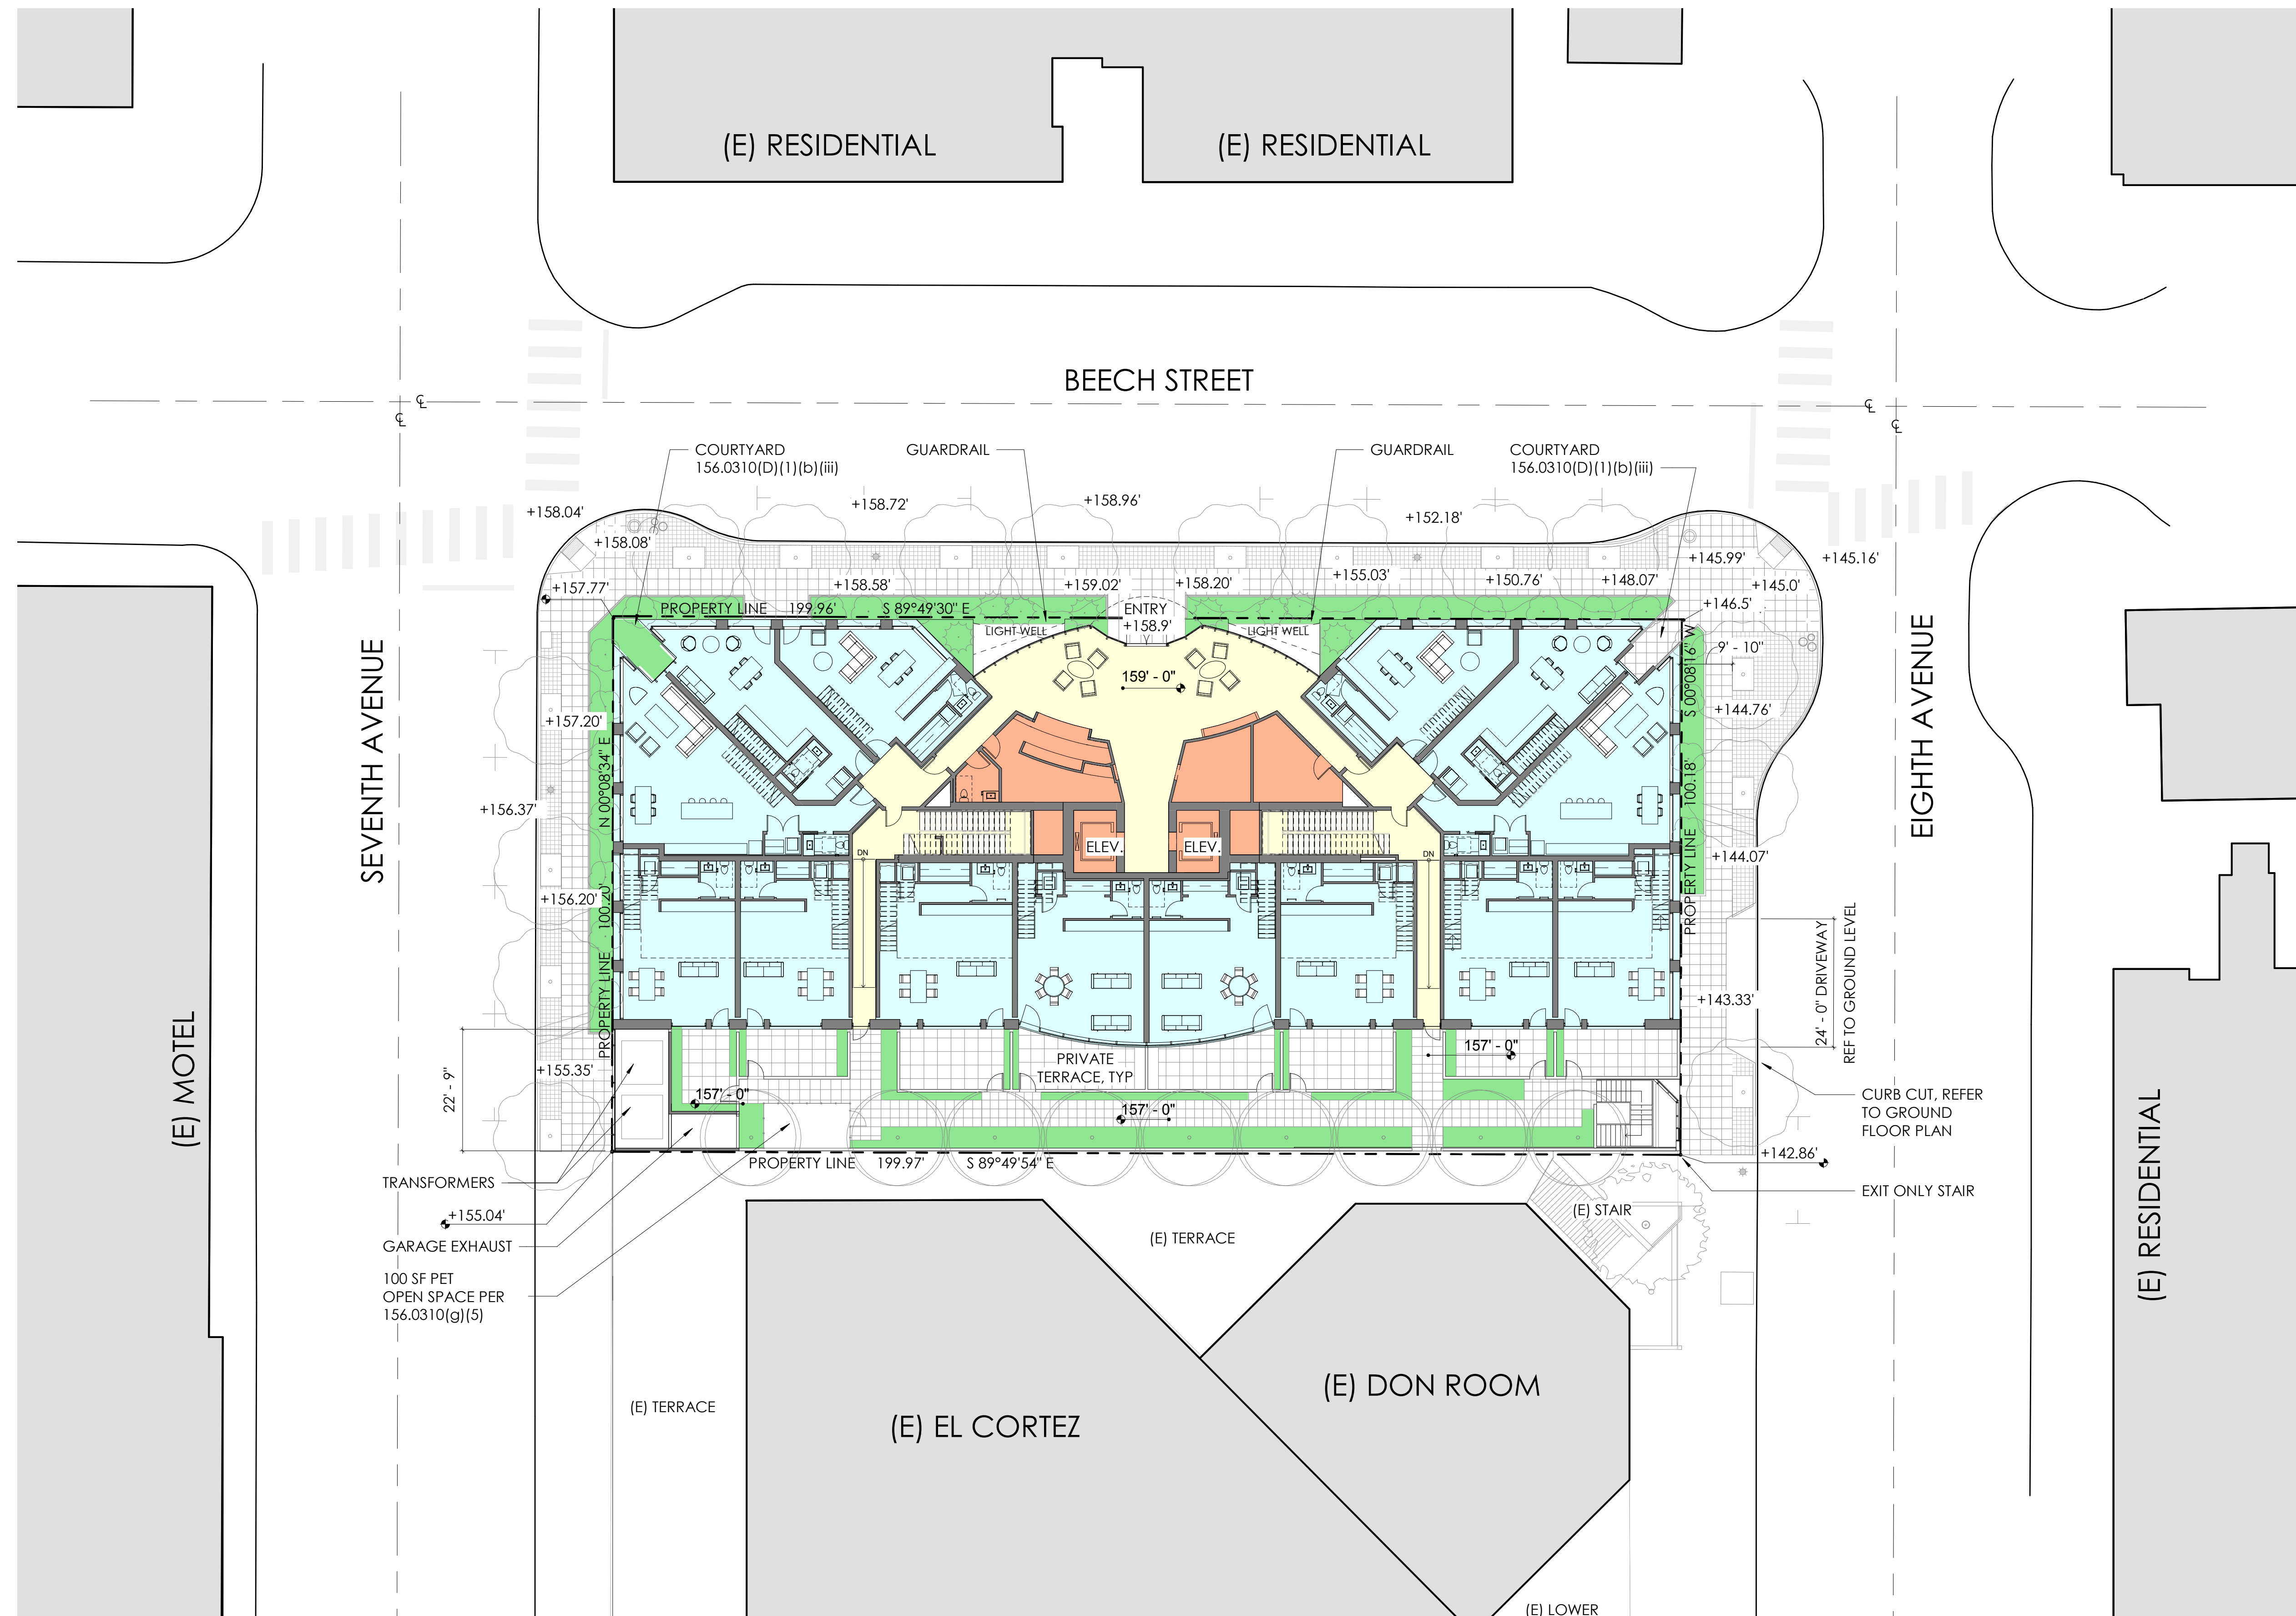 (E) RESIDENTIAL
(E) RESIDENTIAL
BEECH STREET
℄
℄
℄
℄
COURTYARD
156.0310(D)(1)(b)(iii)
GUARDRAIL
GUARDRAIL
COURTYARD
156.0310(D)(1)(b)(iii)
+158.04'
+158.72'
+158.96'
+152.18'
+158.08'
+145.99'
+145.16'
+157.77'
+158.58'
+159.02'
+158.20'
+155.03'
+150.76'
+148.07'
+145.0'
+146.5'
PROPERTY LINE 199.96' S 89°49'30" E
ENTRY
+158.9'
LIGHT WELL
LIGHT WELL
159' - 0"
9' - 10"
SEVENTH AVENUE
EIGHTH AVENUE
+157.20'
+144.76'
PROPERTY LINE 100.20' N 00°08'34" E
PROPERTY LINE 100.18' S 00°08'16" W
+156.37'
ELEV.
ELEV.
DN
DN
+144.07'
+156.20'
24' - 0" DRIVEWAY
REF TO GROUND LEVEL
+143.33'
(E) MOTEL
22' - 9"
+155.35'
PRIVATE
TERRACE, TYP
157' - 0"
157' - 0"
157' - 0"
CURB CUT, REFER
TO GROUND
FLOOR PLAN
+142.86'
PROPERTY LINE 199.97' S 89°49'54" E
TRANSFORMERS
EXIT ONLY STAIR
+155.04'
(E) STAIR
(E) TERRACE
GARAGE EXHAUST
100 SF PET
OPEN SPACE PER
156.0310(g)(5)
(E) RESIDENTIAL
(E) DON ROOM
(E) TERRACE
(E) EL CORTEZ
(E) LOWER